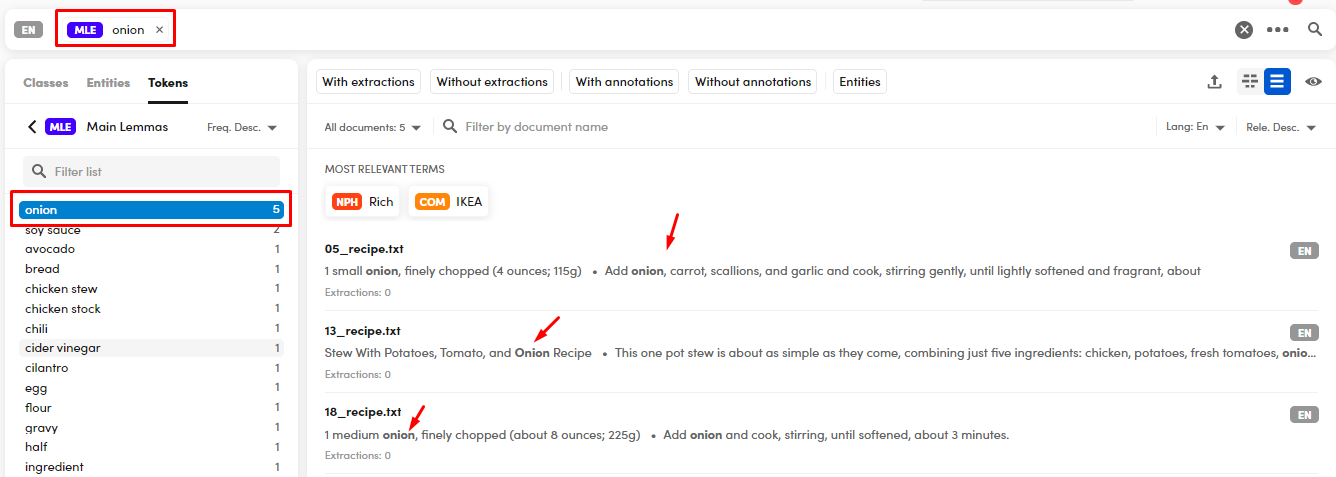 EN MLE onion ×
Classes Entities Tokens
MLE Main Lemmas Freq. Desc.
Filter list
onion 5
soy sauce 2
avocado 1
bread 1
chicken stew 1
chicken stock 1
chili 1
cider vinegar 1
cilantro 1
egg 1
flour 1
gravy 1
half 1
ingredient 1
With extractions Without extractions With annotations Without annotations Entities
All documents: 5 Filter by document name Lang: En Rele. Desc.
MOST RELEVANT TERMS
NPH Rich COM IKEA
05_recipe.txt EN
1 small onion, finely chopped (4 ounces; 115g) • Add onion, carrot, scallions, and garlic and cook, stirring gently, until lightly softened and fragrant, about
Extractions: 0
13_recipe.txt EN
Stew With Potatoes, Tomato, and Onion Recipe • This one pot stew is about as simple as they come, combining just five ingredients: chicken, potatoes, fresh tomatoes, onio...
Extractions: 0
18_recipe.txt EN
1 medium onion, finely chopped (about 8 ounces; 225g) • Add onion and cook, stirring, until softened, about 3 minutes.
Extractions: 0